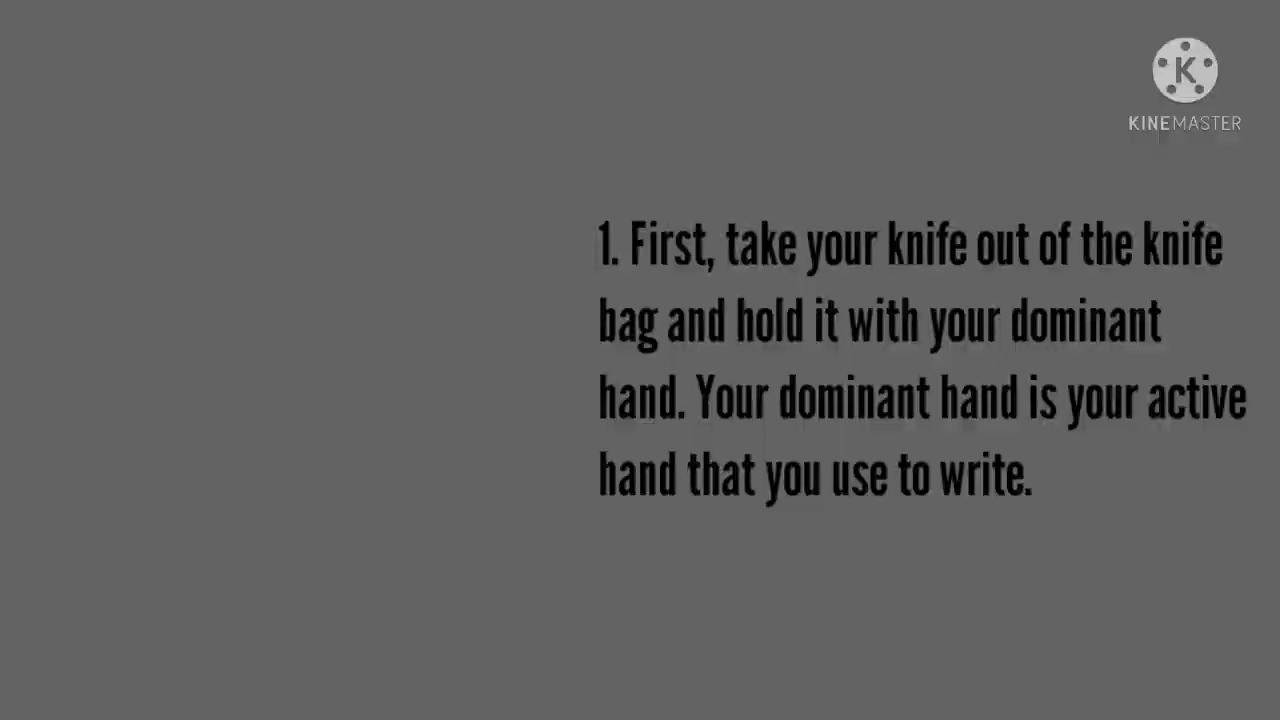 K
KINEMASTER
1. First, take your knife out of the knife
bag and hold it with your dominant
hand. Your dominant hand is your active
hand that you use to write.